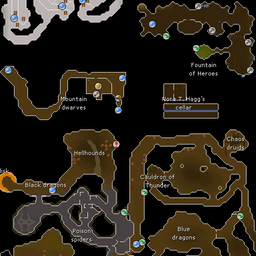 Fountain
of Heroes
Mountain
dwarves
Nora T. Hagg's
cellar
Chaos
druids
Hellhounds
Black dragons
Cauldron of
Thunder
Poison
spiders
Blue
dragons